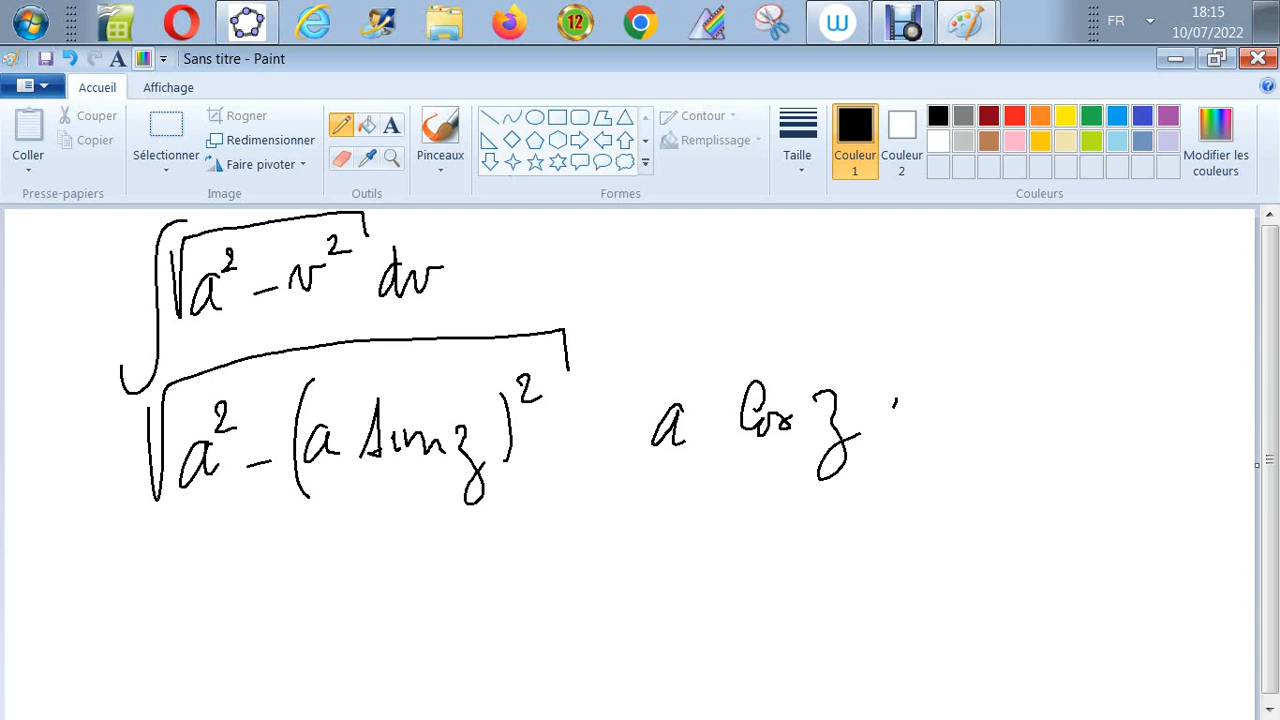 12 W FR 18:15
10/07/2022
Sans titre - Paint
Accueil Affichage
Coller Couper Copier Sélectionner Rogner Redimensionner Faire pivoter A Pinceaux Contour Remplissage Taille Couleur 1 Couleur 2 Modifier les couleurs
Presse-papiers Image Outils Formes Couleurs
∫√(a² - v²) dv
√(a² - (a sin z)²) a cos z